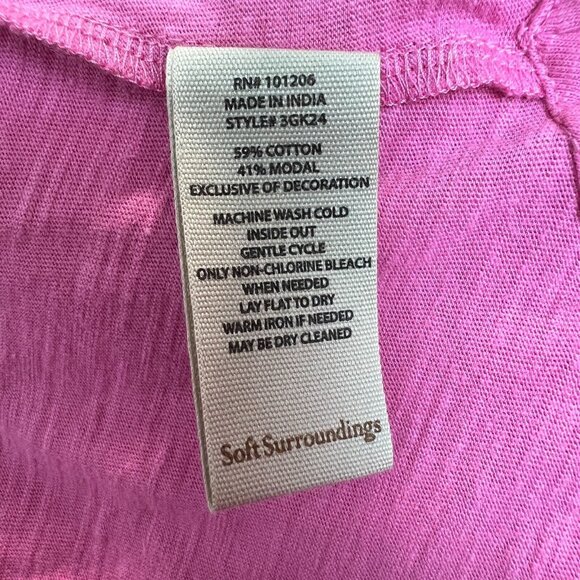 RN# 101206
MADE IN INDIA
STYLE# 3GK24
59% COTTON
41% MODAL
EXCLUSIVE OF DECORATION
MACHINE WASH COLD
INSIDE OUT
GENTLE CYCLE
ONLY NON-CHLORINE BLEACH
WHEN NEEDED
LAY FLAT TO DRY
WARM IRON IF NEEDED
MAY BE DRY CLEANED
Soft Surroundings